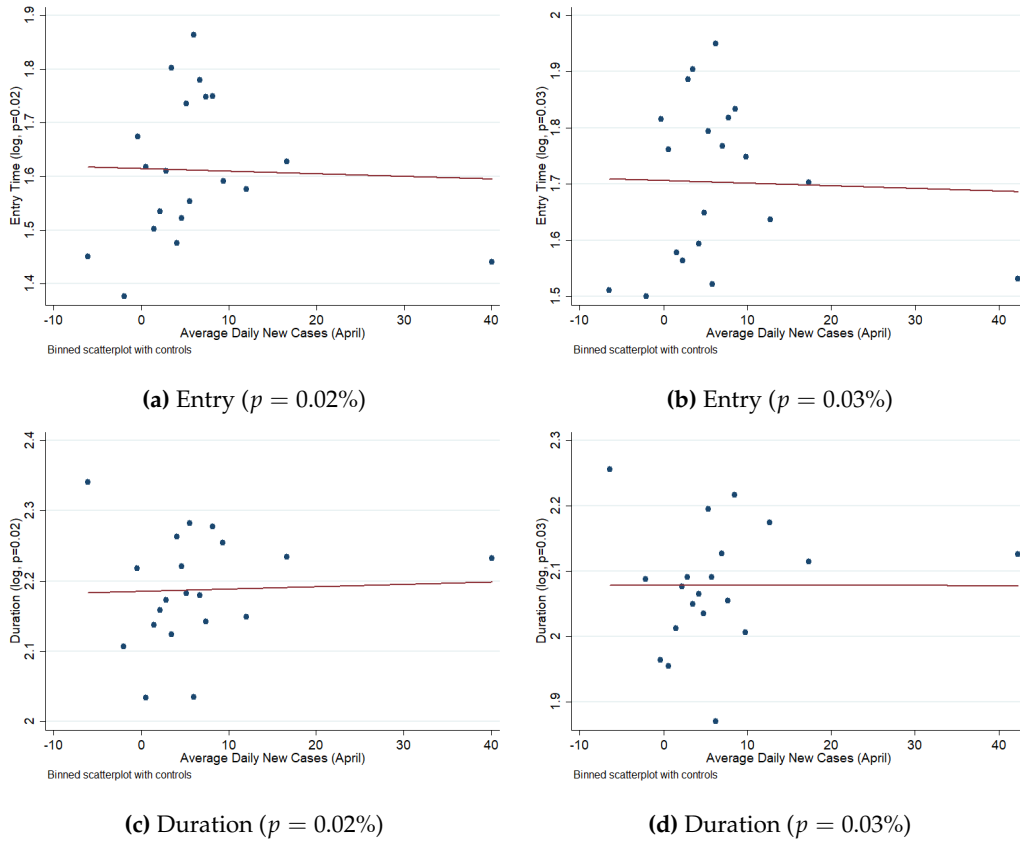 1.9
1.8
1.7
1.6
1.5
1.4
Entry Time (log, p=0.02)
-10 0 10 20 30 40
Average Daily New Cases (April)
Binned scatterplot with controls
(a) Entry (p = 0.02%)
2
1.9
1.8
1.7
1.6
1.5
Entry Time (log, p=0.03)
-10 0 10 20 30 40
Average Daily New Cases (April)
Binned scatterplot with controls
(b) Entry (p = 0.03%)
2.4
2.3
2.2
2.1
2
Duration (log, p=0.02)
-10 0 10 20 30 40
Average Daily New Cases (April)
Binned scatterplot with controls
(c) Duration (p = 0.02%)
2.3
2.2
2.1
2
1.9
Duration (log, p=0.03)
-10 0 10 20 30 40
Average Daily New Cases (April)
Binned scatterplot with controls
(d) Duration (p = 0.03%)